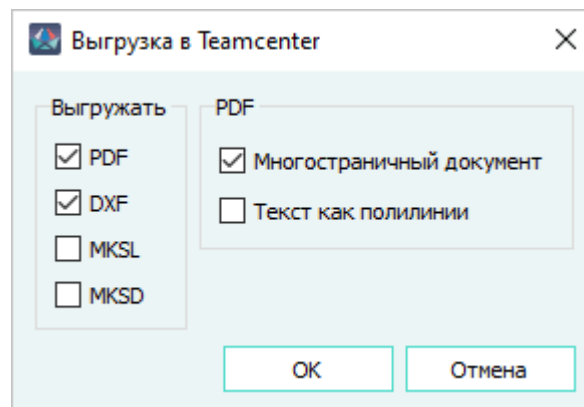 Выгрузка в Teamcenter
Выгружать
PDF
DXF
MKSL
MKSD
PDF
Многостраничный документ
Текст как полилинии
OK
Отмена